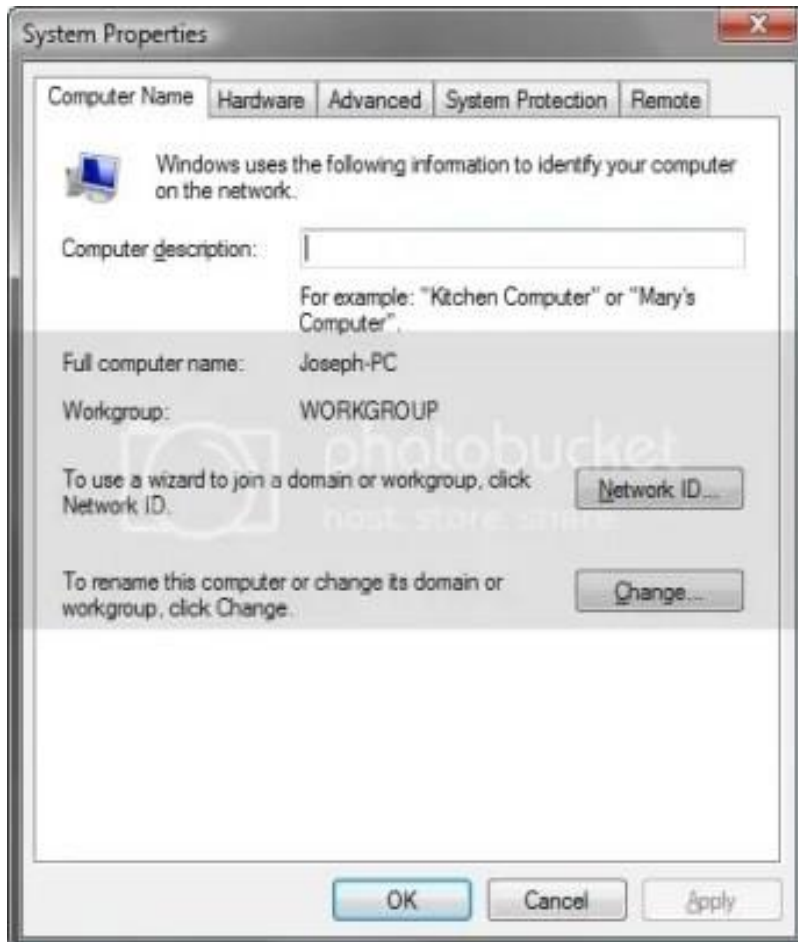 System Properties
Computer Name Hardware Advanced System Protection Remote
Windows uses the following information to identify your computer
on the network.
Computer description:
For example: "Kitchen Computer" or "Mary's
Computer".
Full computer name: Joseph-PC
Workgroup: WORKGROUP
photobucket
host. store. share.
To use a wizard to join a domain or workgroup, click
Network ID.
Network ID...
To rename this computer or change its domain or
workgroup, click Change.
Change...
OK Cancel Apply